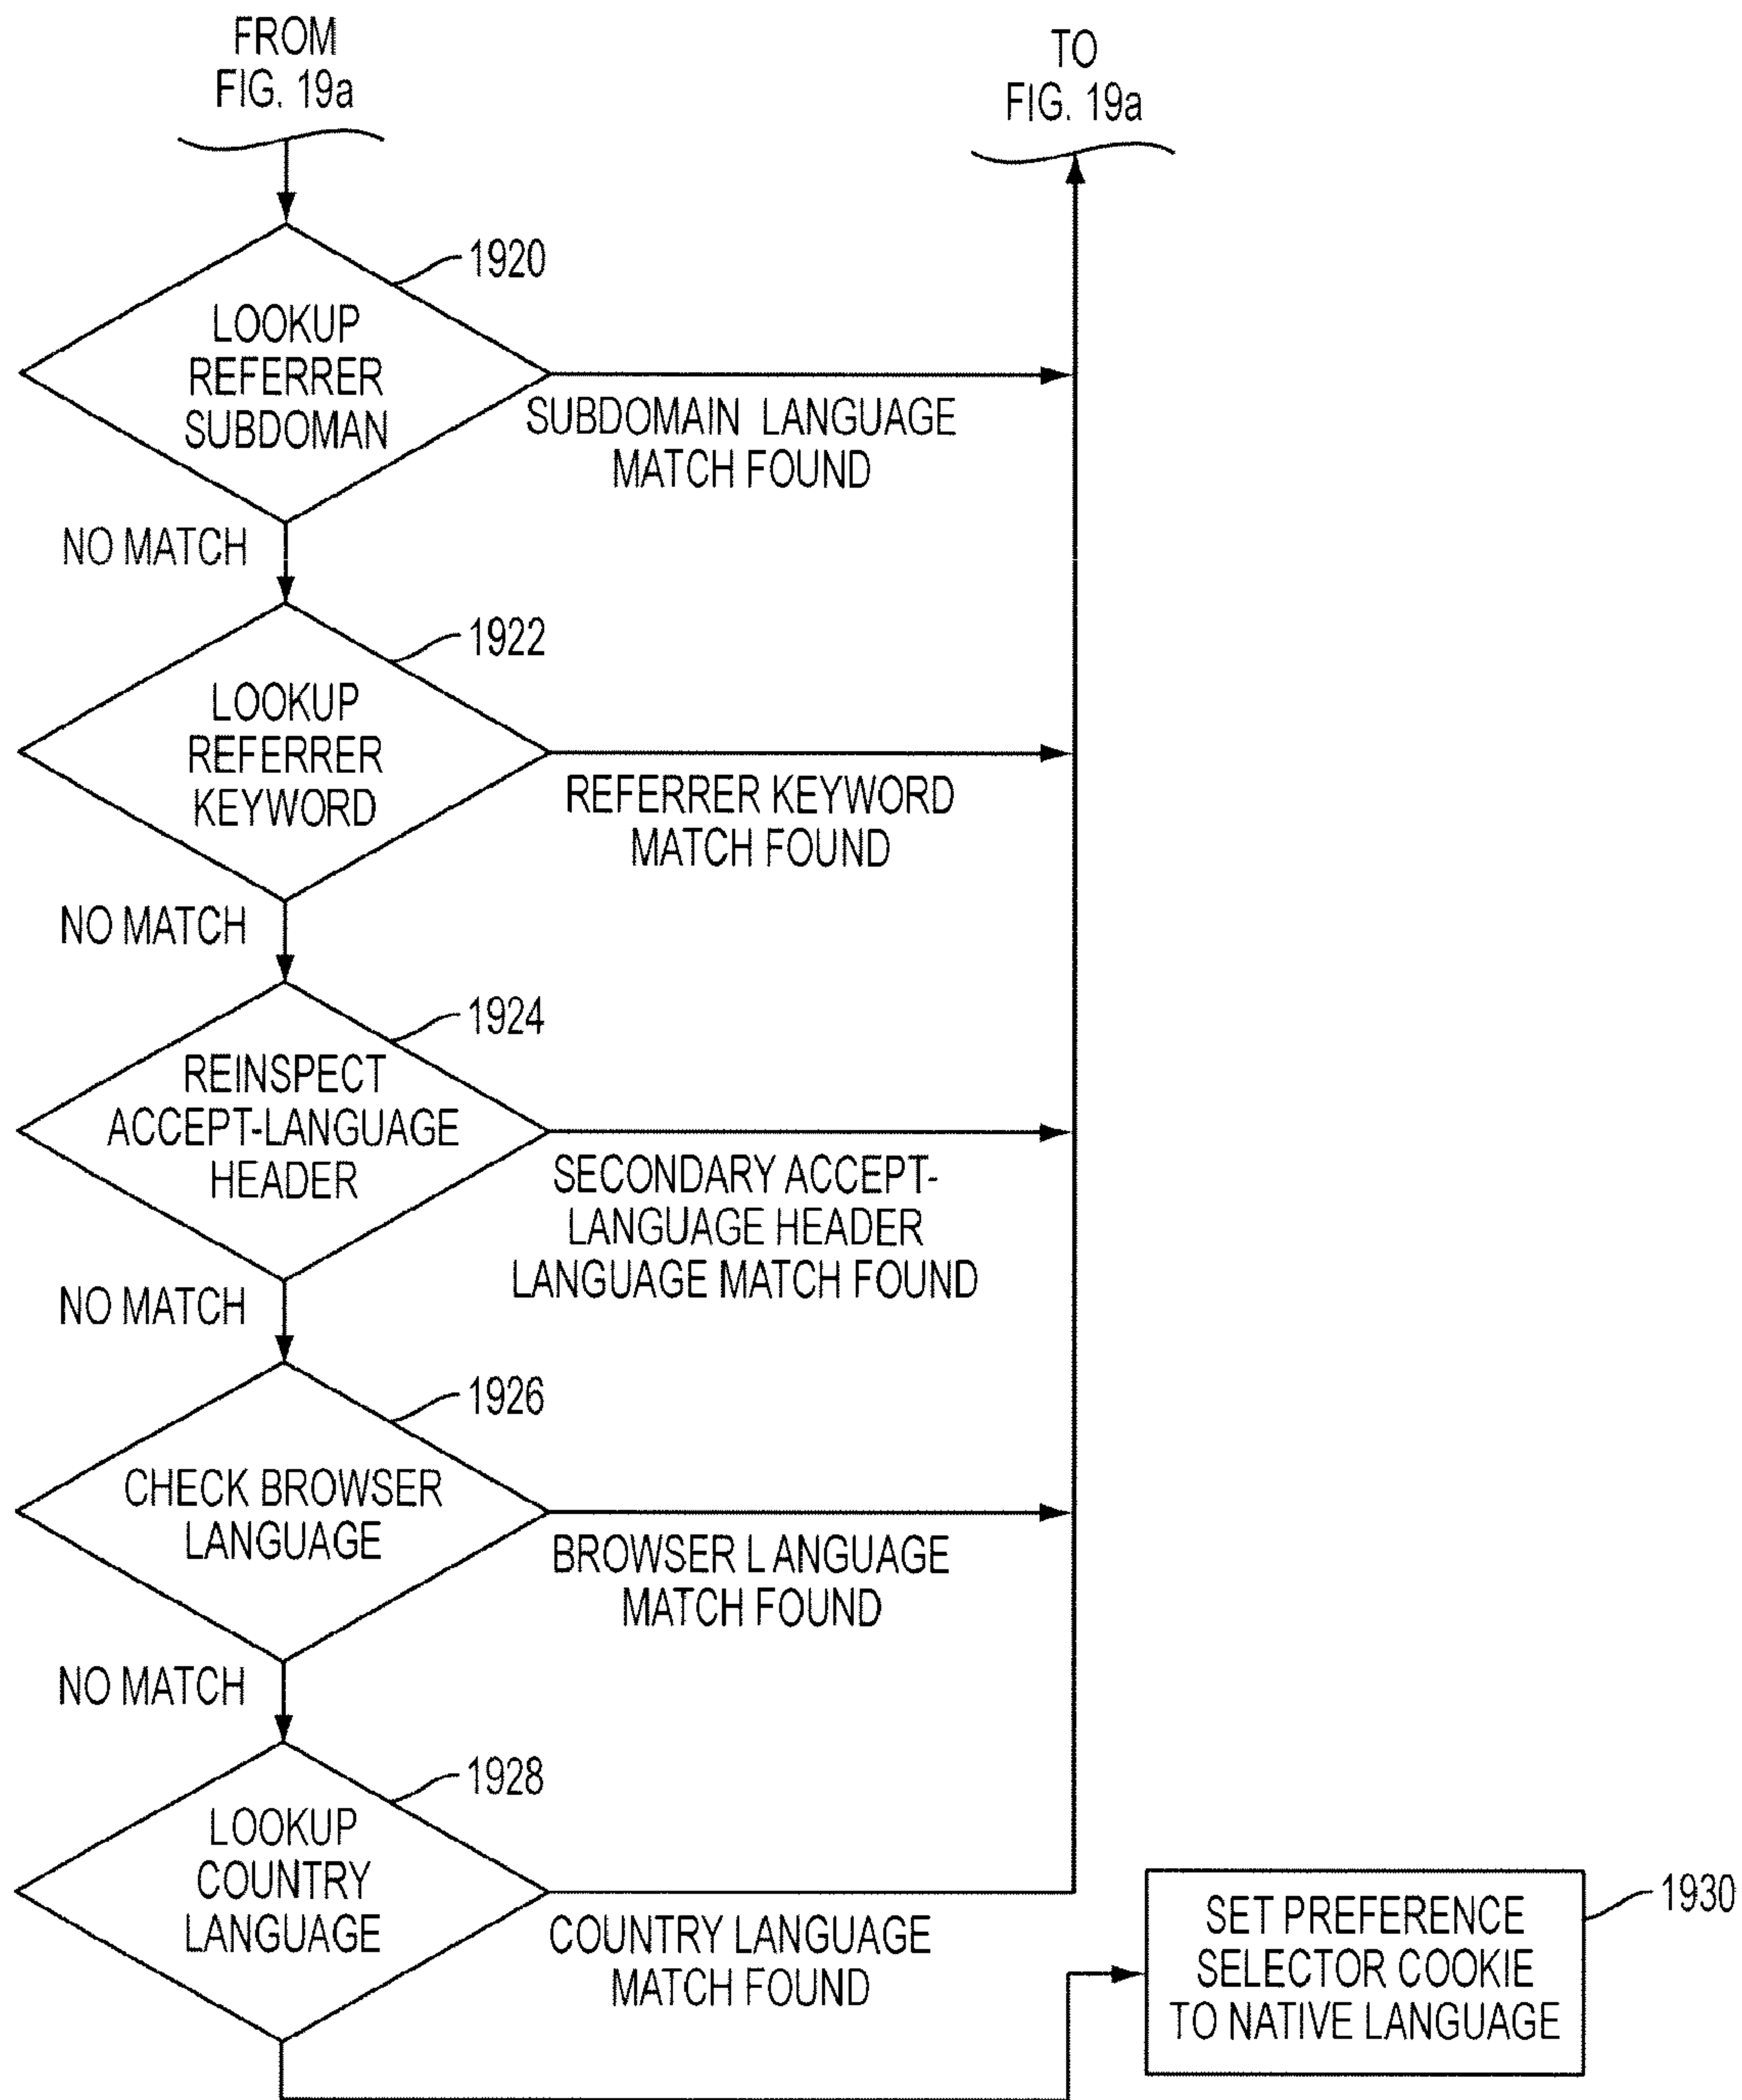 FROM
FIG. 19a
TO
FIG. 19a
1920
LOOKUP
REFERRER
SUBDOMAN
SUBDOMAIN LANGUAGE
MATCH FOUND
NO MATCH
1922
LOOKUP
REFERRER
KEYWORD
REFERRER KEYWORD
MATCH FOUND
NO MATCH
1924
REINSPECT
ACCEPT-LANGUAGE
HEADER
SECONDARY ACCEPT-
LANGUAGE HEADER
LANGUAGE MATCH FOUND
NO MATCH
1926
CHECK BROWSER
LANGUAGE
BROWSER LANGUAGE
MATCH FOUND
NO MATCH
1928
LOOKUP
COUNTRY
LANGUAGE
COUNTRY LANGUAGE
MATCH FOUND
1930
SET PREFERENCE
SELECTOR COOKIE
TO NATIVE LANGUAGE